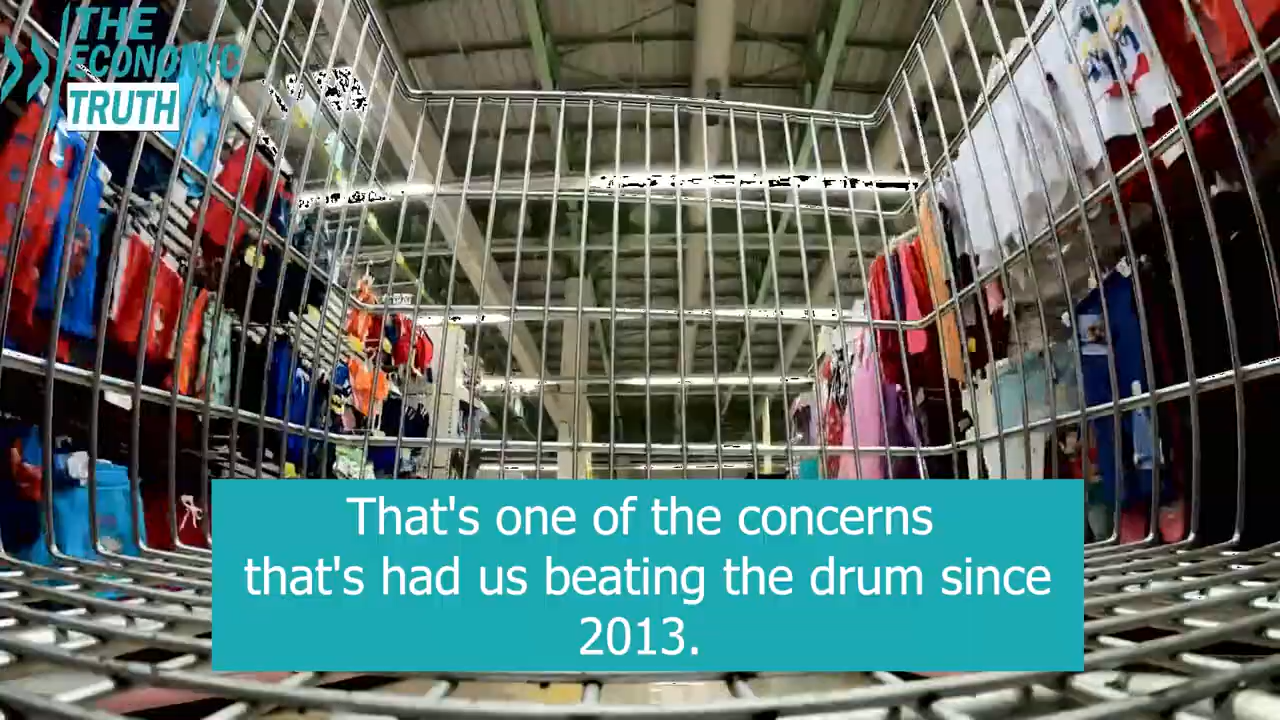 THE
ECONOMIC
TRUTH
That's one of the concerns
that's had us beating the drum since
2013.